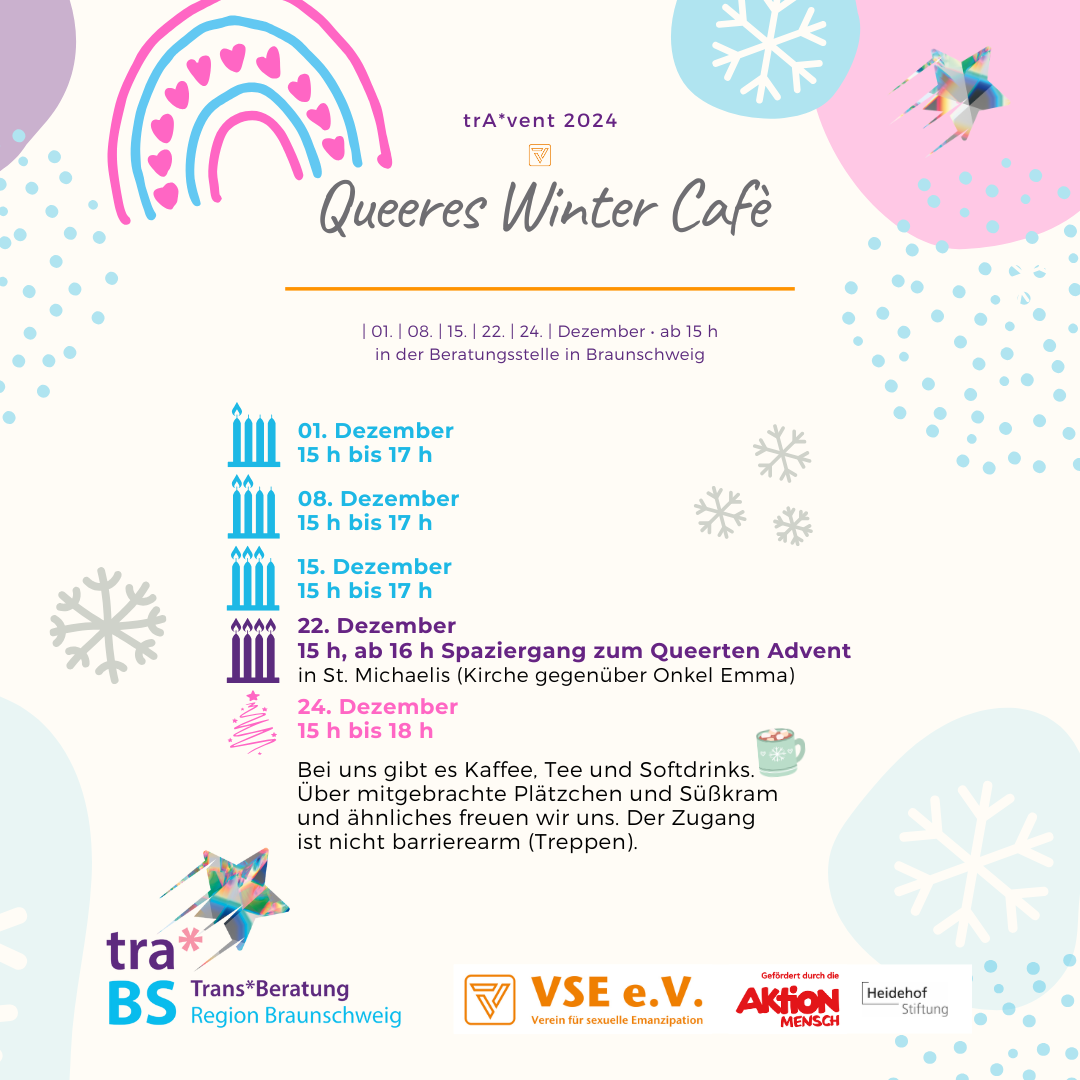 trA*vent 2024
Queeres Winter Cafè
| 01. | 08. | 15. | 22. | 24. | Dezember • ab 15 h
in der Beratungsstelle in Braunschweig
01. Dezember
15 h bis 17 h
08. Dezember
15 h bis 17 h
15. Dezember
15 h bis 17 h
22. Dezember
15 h, ab 16 h Spaziergang zum Queerten Advent
in St. Michaelis (Kirche gegenüber Onkel Emma)
24. Dezember
15 h bis 18 h
Bei uns gibt es Kaffee, Tee und Softdrinks.
Über mitgebrachte Plätzchen und Süßkram
und ähnliches freuen wir uns. Der Zugang
ist nicht barrierearm (Treppen).
tra*
BS
Trans*Beratung
Region Braunschweig
VSE e.V.
Verein für sexuelle Emanzipation
Gefördert durch die
AKTION
MENSCH
Heidehof
Stiftung